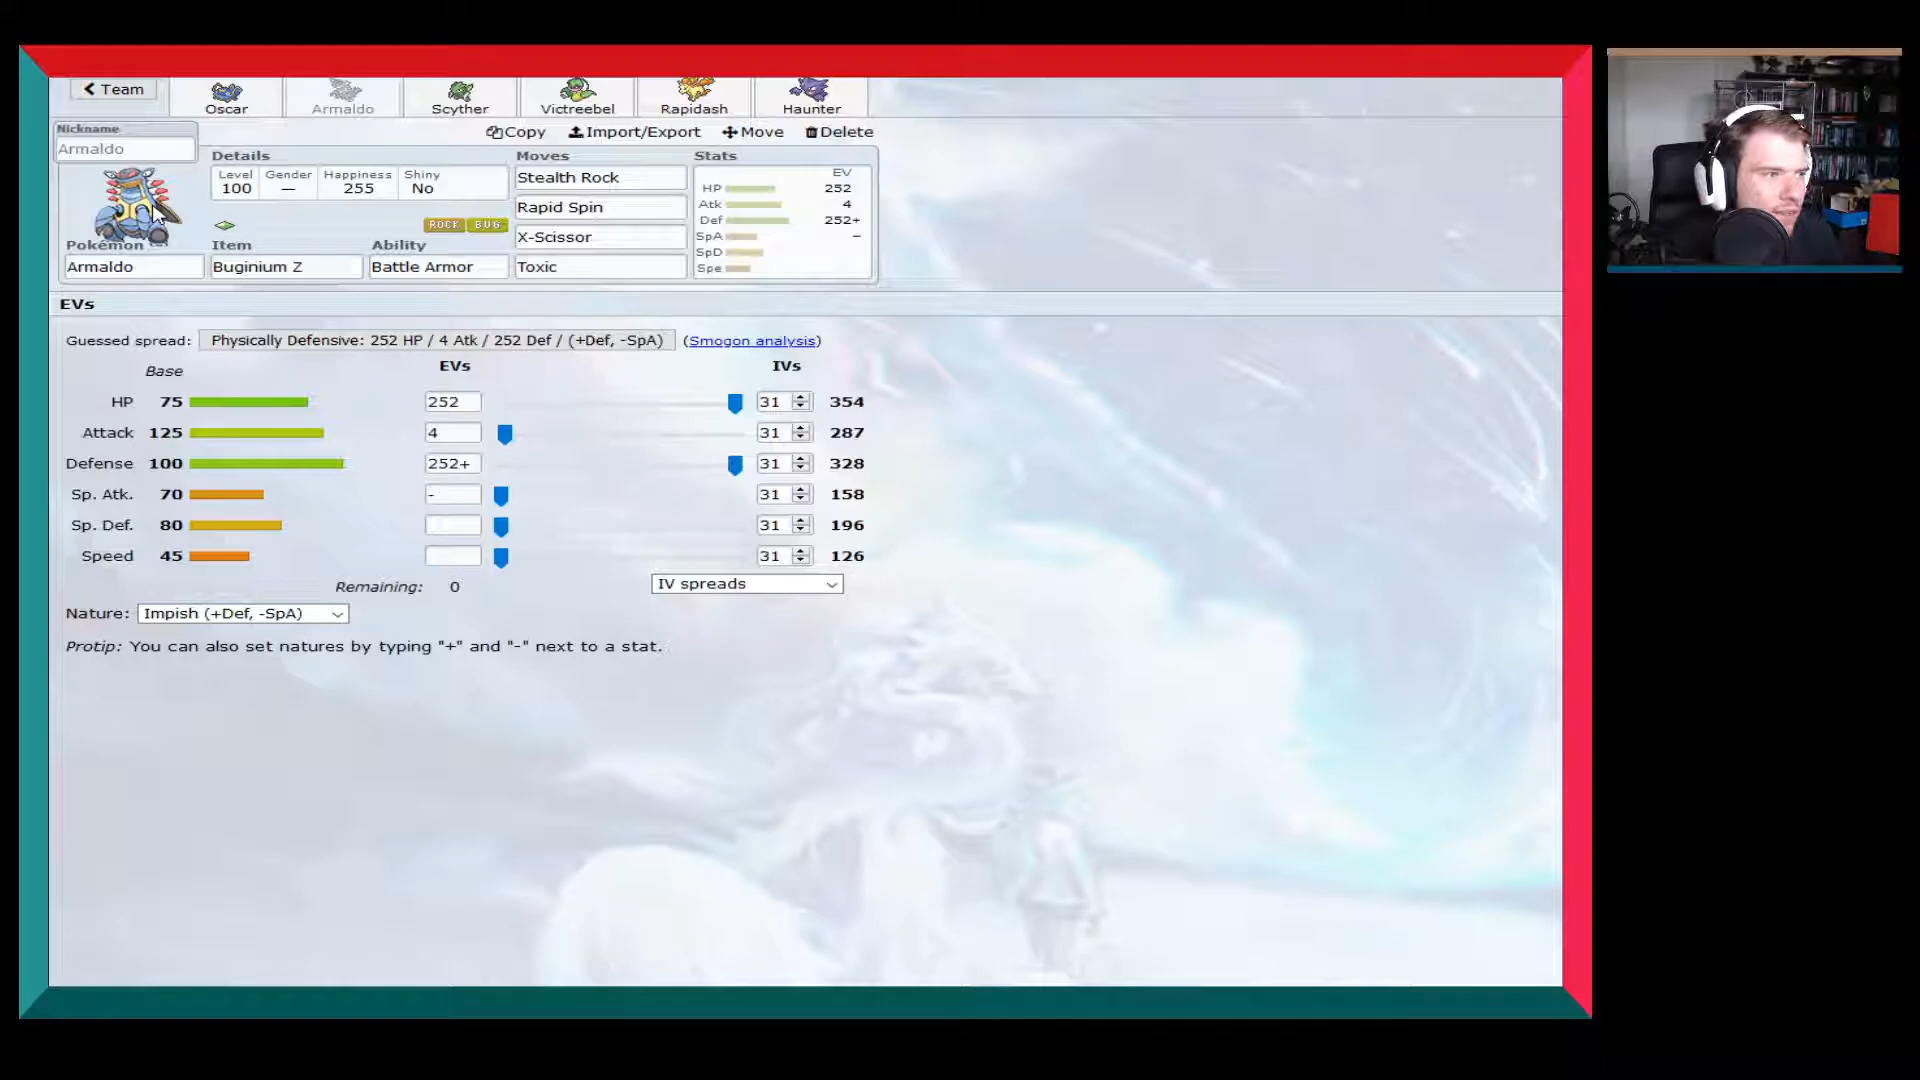 Team
Oscar
Armaldo
Scyther
Victreebel
Rapidash
Haunter
Nickname
Armaldo
Copy
Import/Export
Move
Delete
Details
Level
100
Gender
—
Happiness
255
Shiny
No
ROCK
BUG
Pokémon
Armaldo
Item
Buginium Z
Ability
Battle Armor
Moves
Stealth Rock
Rapid Spin
X-Scissor
Toxic
Stats
EV
HP 252
Atk 4
Def 252+
SpA –
SpD
Spe
EVs
Guessed spread: Physically Defensive: 252 HP / 4 Atk / 252 Def / (+Def, -SpA) (Smogon analysis)
Base EVs IVs
HP 75 252 31 354
Attack 125 4 31 287
Defense 100 252+ 31 328
Sp. Atk. 70 - 31 158
Sp. Def. 80 31 196
Speed 45 31 126
Remaining: 0 IV spreads
Nature: Impish (+Def, -SpA)
Protip: You can also set natures by typing "+" and "-" next to a stat.